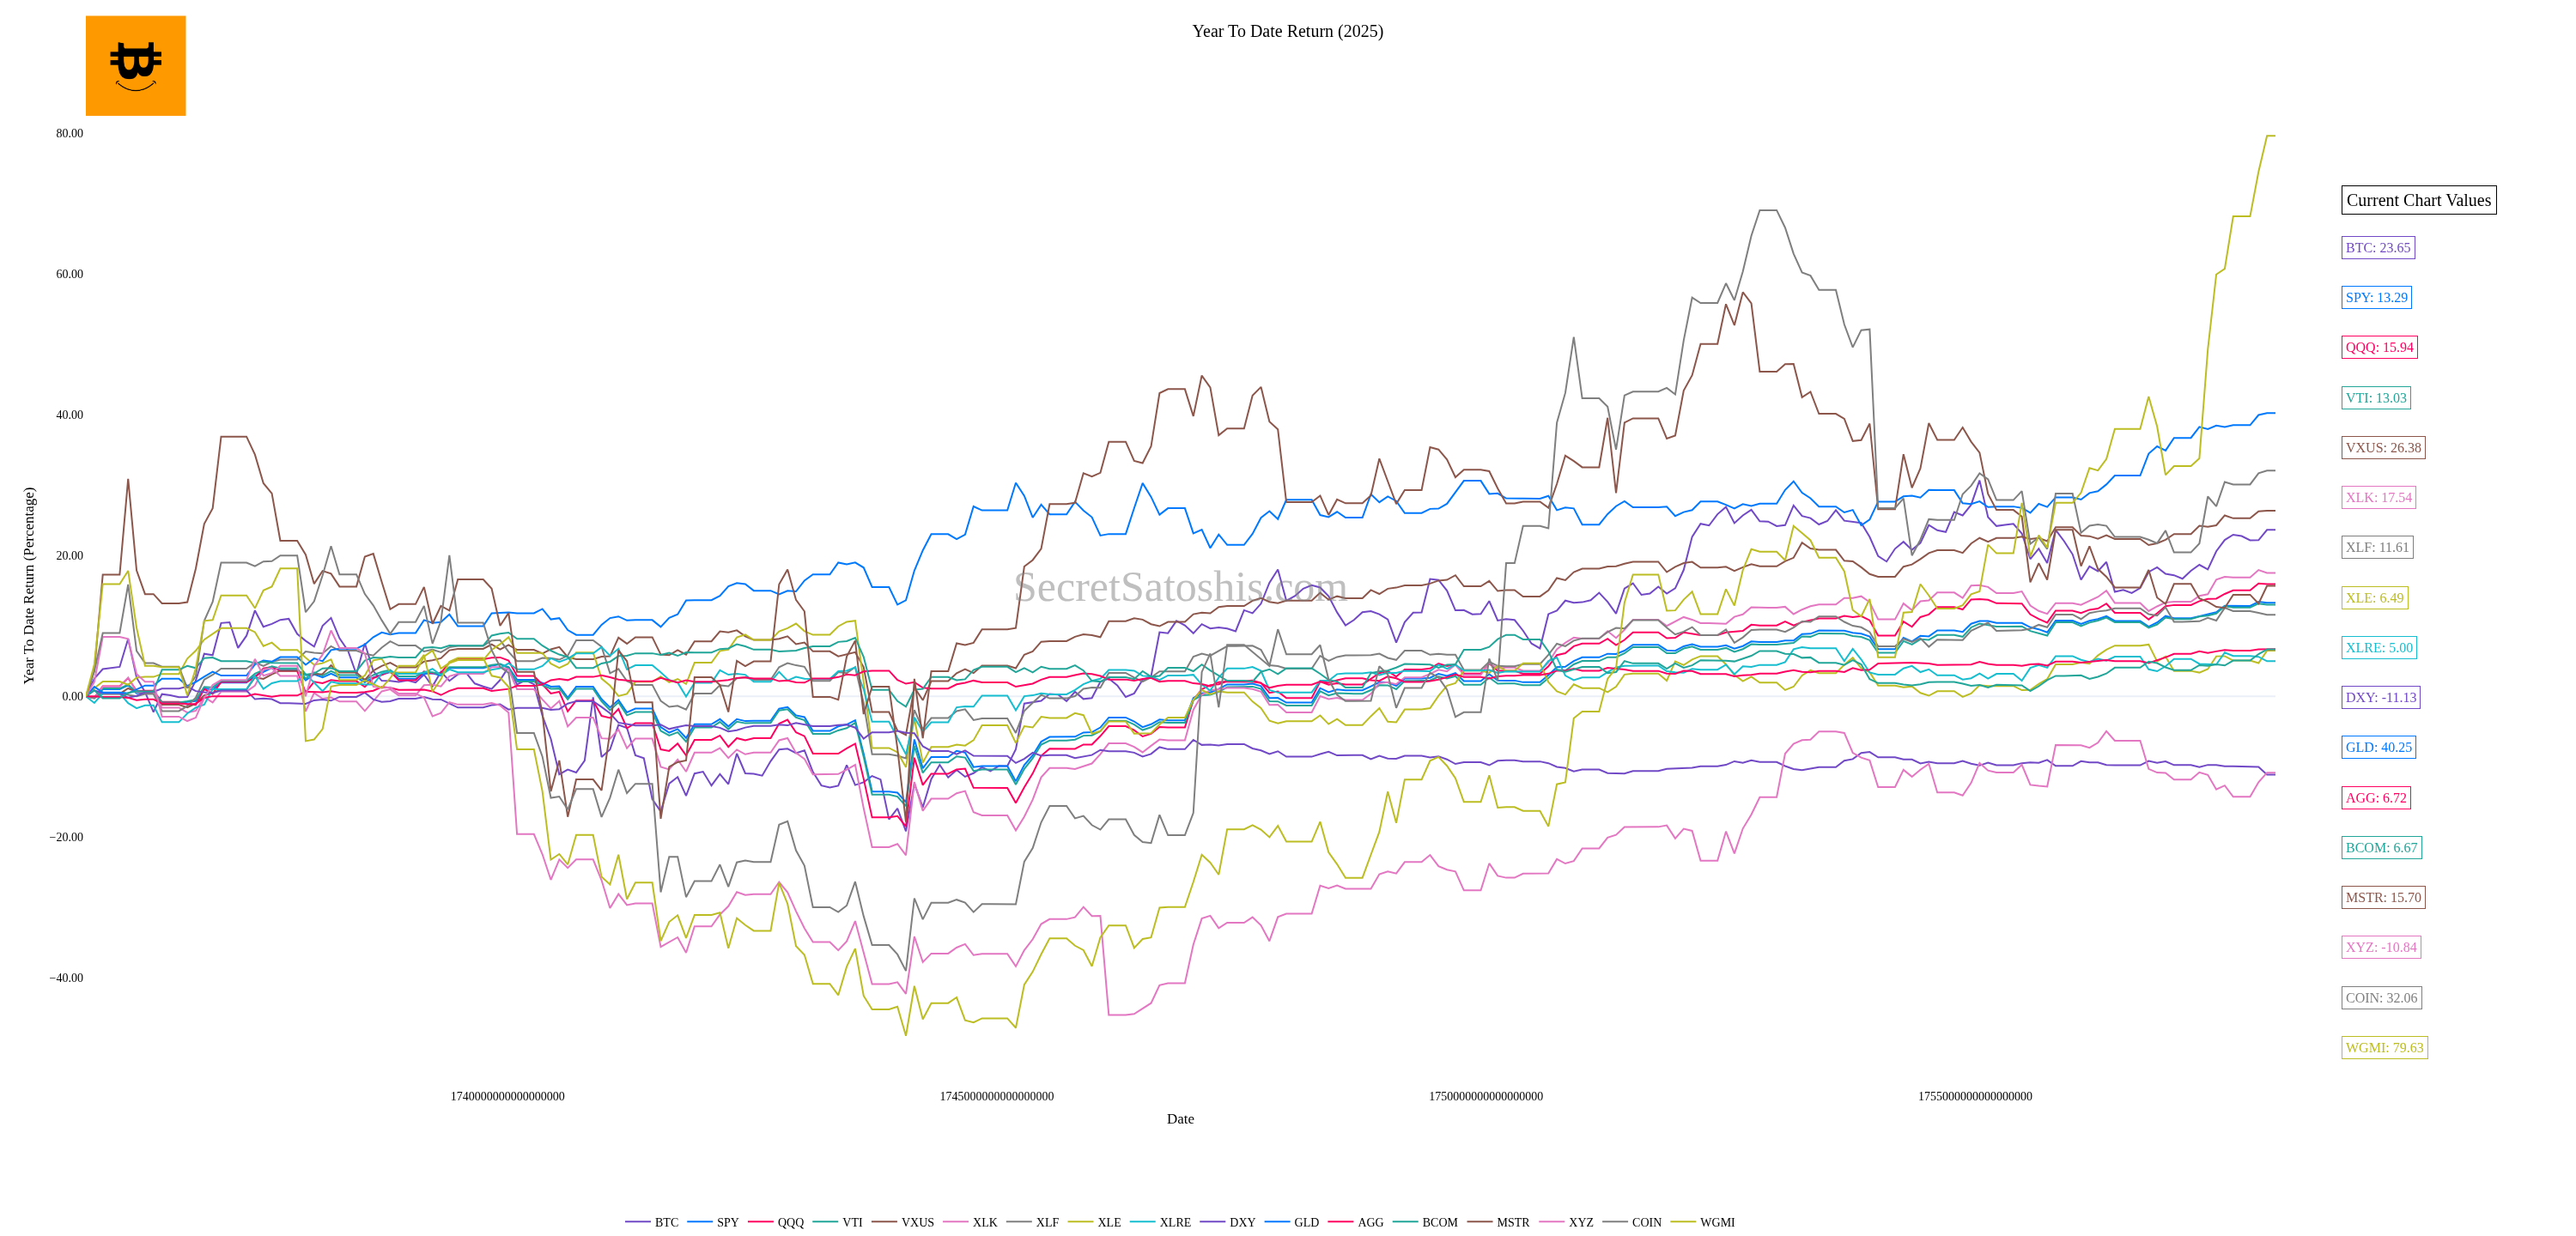 Year To Date Return (2025)
80.00
60.00
40.00
20.00
0.00
−20.00
−40.00
Year To Date Return (Percentage)
SecretSatoshis.com
1740000000000000000
1745000000000000000
1750000000000000000
1755000000000000000
Date
Current Chart Values
BTC: 23.65
SPY: 13.29
QQQ: 15.94
VTI: 13.03
VXUS: 26.38
XLK: 17.54
XLF: 11.61
XLE: 6.49
XLRE: 5.00
DXY: -11.13
GLD: 40.25
AGG: 6.72
BCOM: 6.67
MSTR: 15.70
XYZ: -10.84
COIN: 32.06
WGMI: 79.63
BTC SPY QQQ VTI VXUS XLK XLF XLE XLRE DXY GLD AGG BCOM MSTR XYZ COIN WGMI